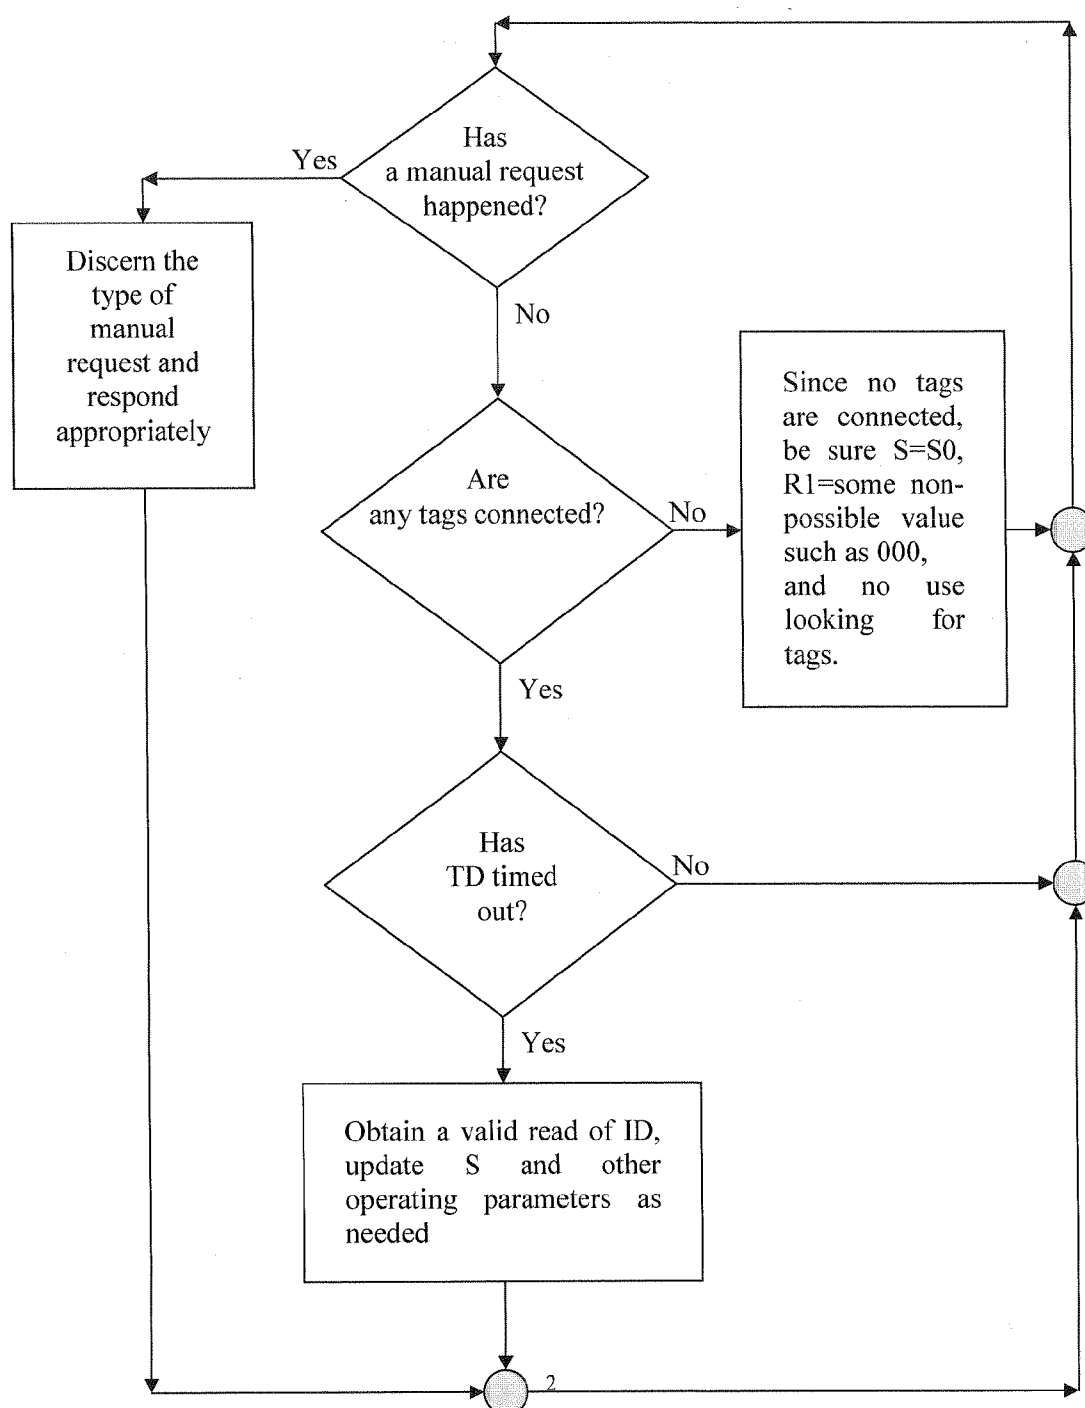 Has
a manual request
happened?
Yes
Discern the
type of
manual
request and
respond
appropriately
No
Are
any tags connected?
No
Since no tags
are connected,
be sure S=S0,
R1=some non-
possible value
such as 000,
and no use
looking for
tags.
Yes
Has
TD timed
out?
No
Yes
Obtain a valid read of ID,
update S and other
operating parameters as
needed
2